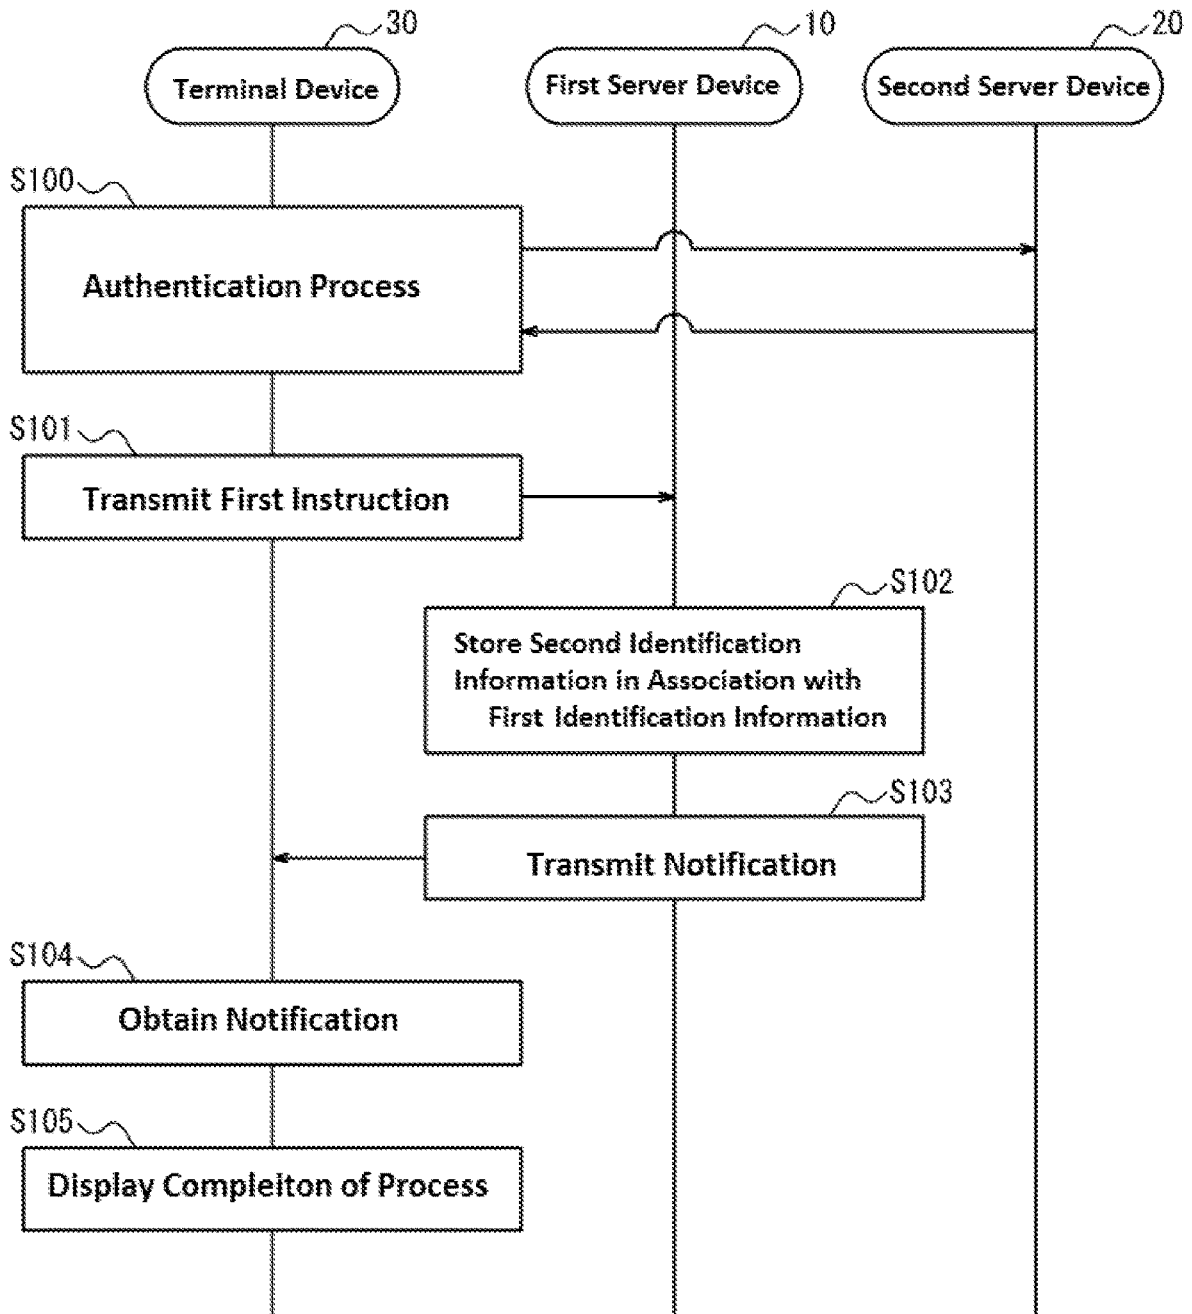 30
10
20
Terminal Device
First Server Device
Second Server Device
S100
Authentication Process
S101
Transmit First Instruction
S102
Store Second Identification
Information in Association with
First Identification Information
S103
Transmit Notification
S104
Obtain Notification
S105
Display Compleiton of Process